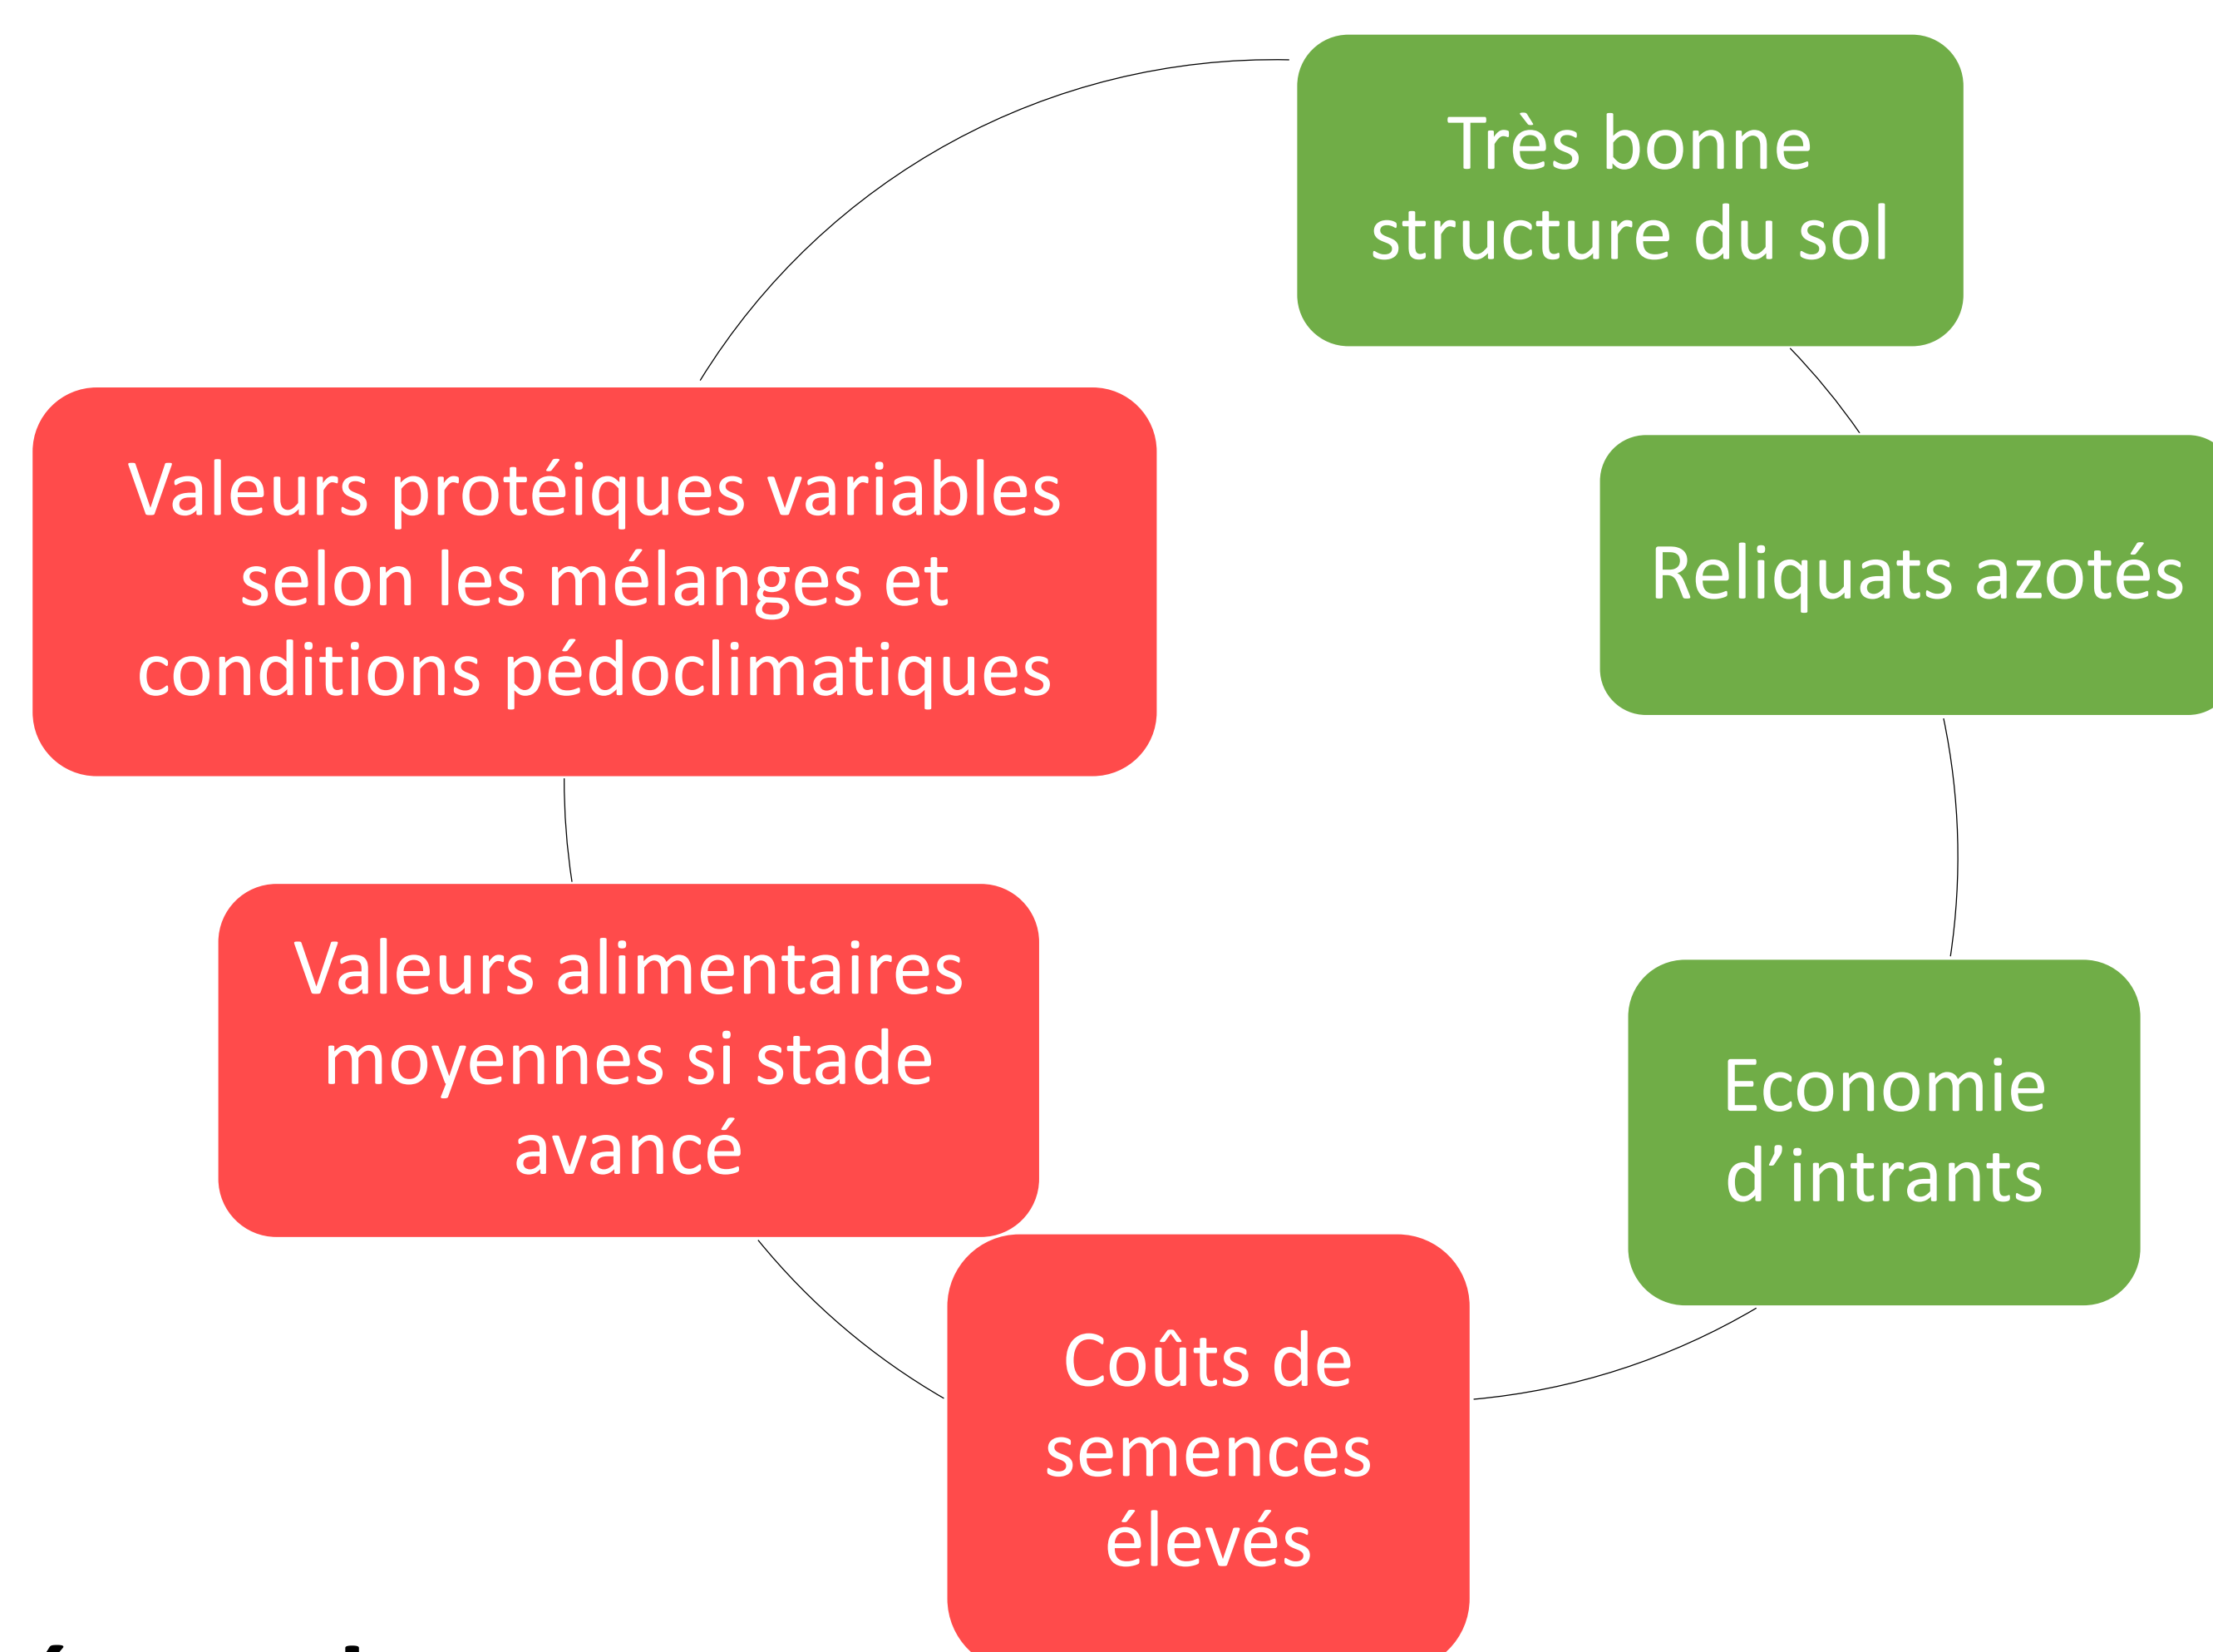 Très bonne
structure du sol
Valeurs protéiques variables
selon les mélanges et
conditions pédoclimatiques
Reliquats azotés
Valeurs alimentaires
moyennes si stade
avancé
Economie
d’intrants
Coûts de
semences
élevés